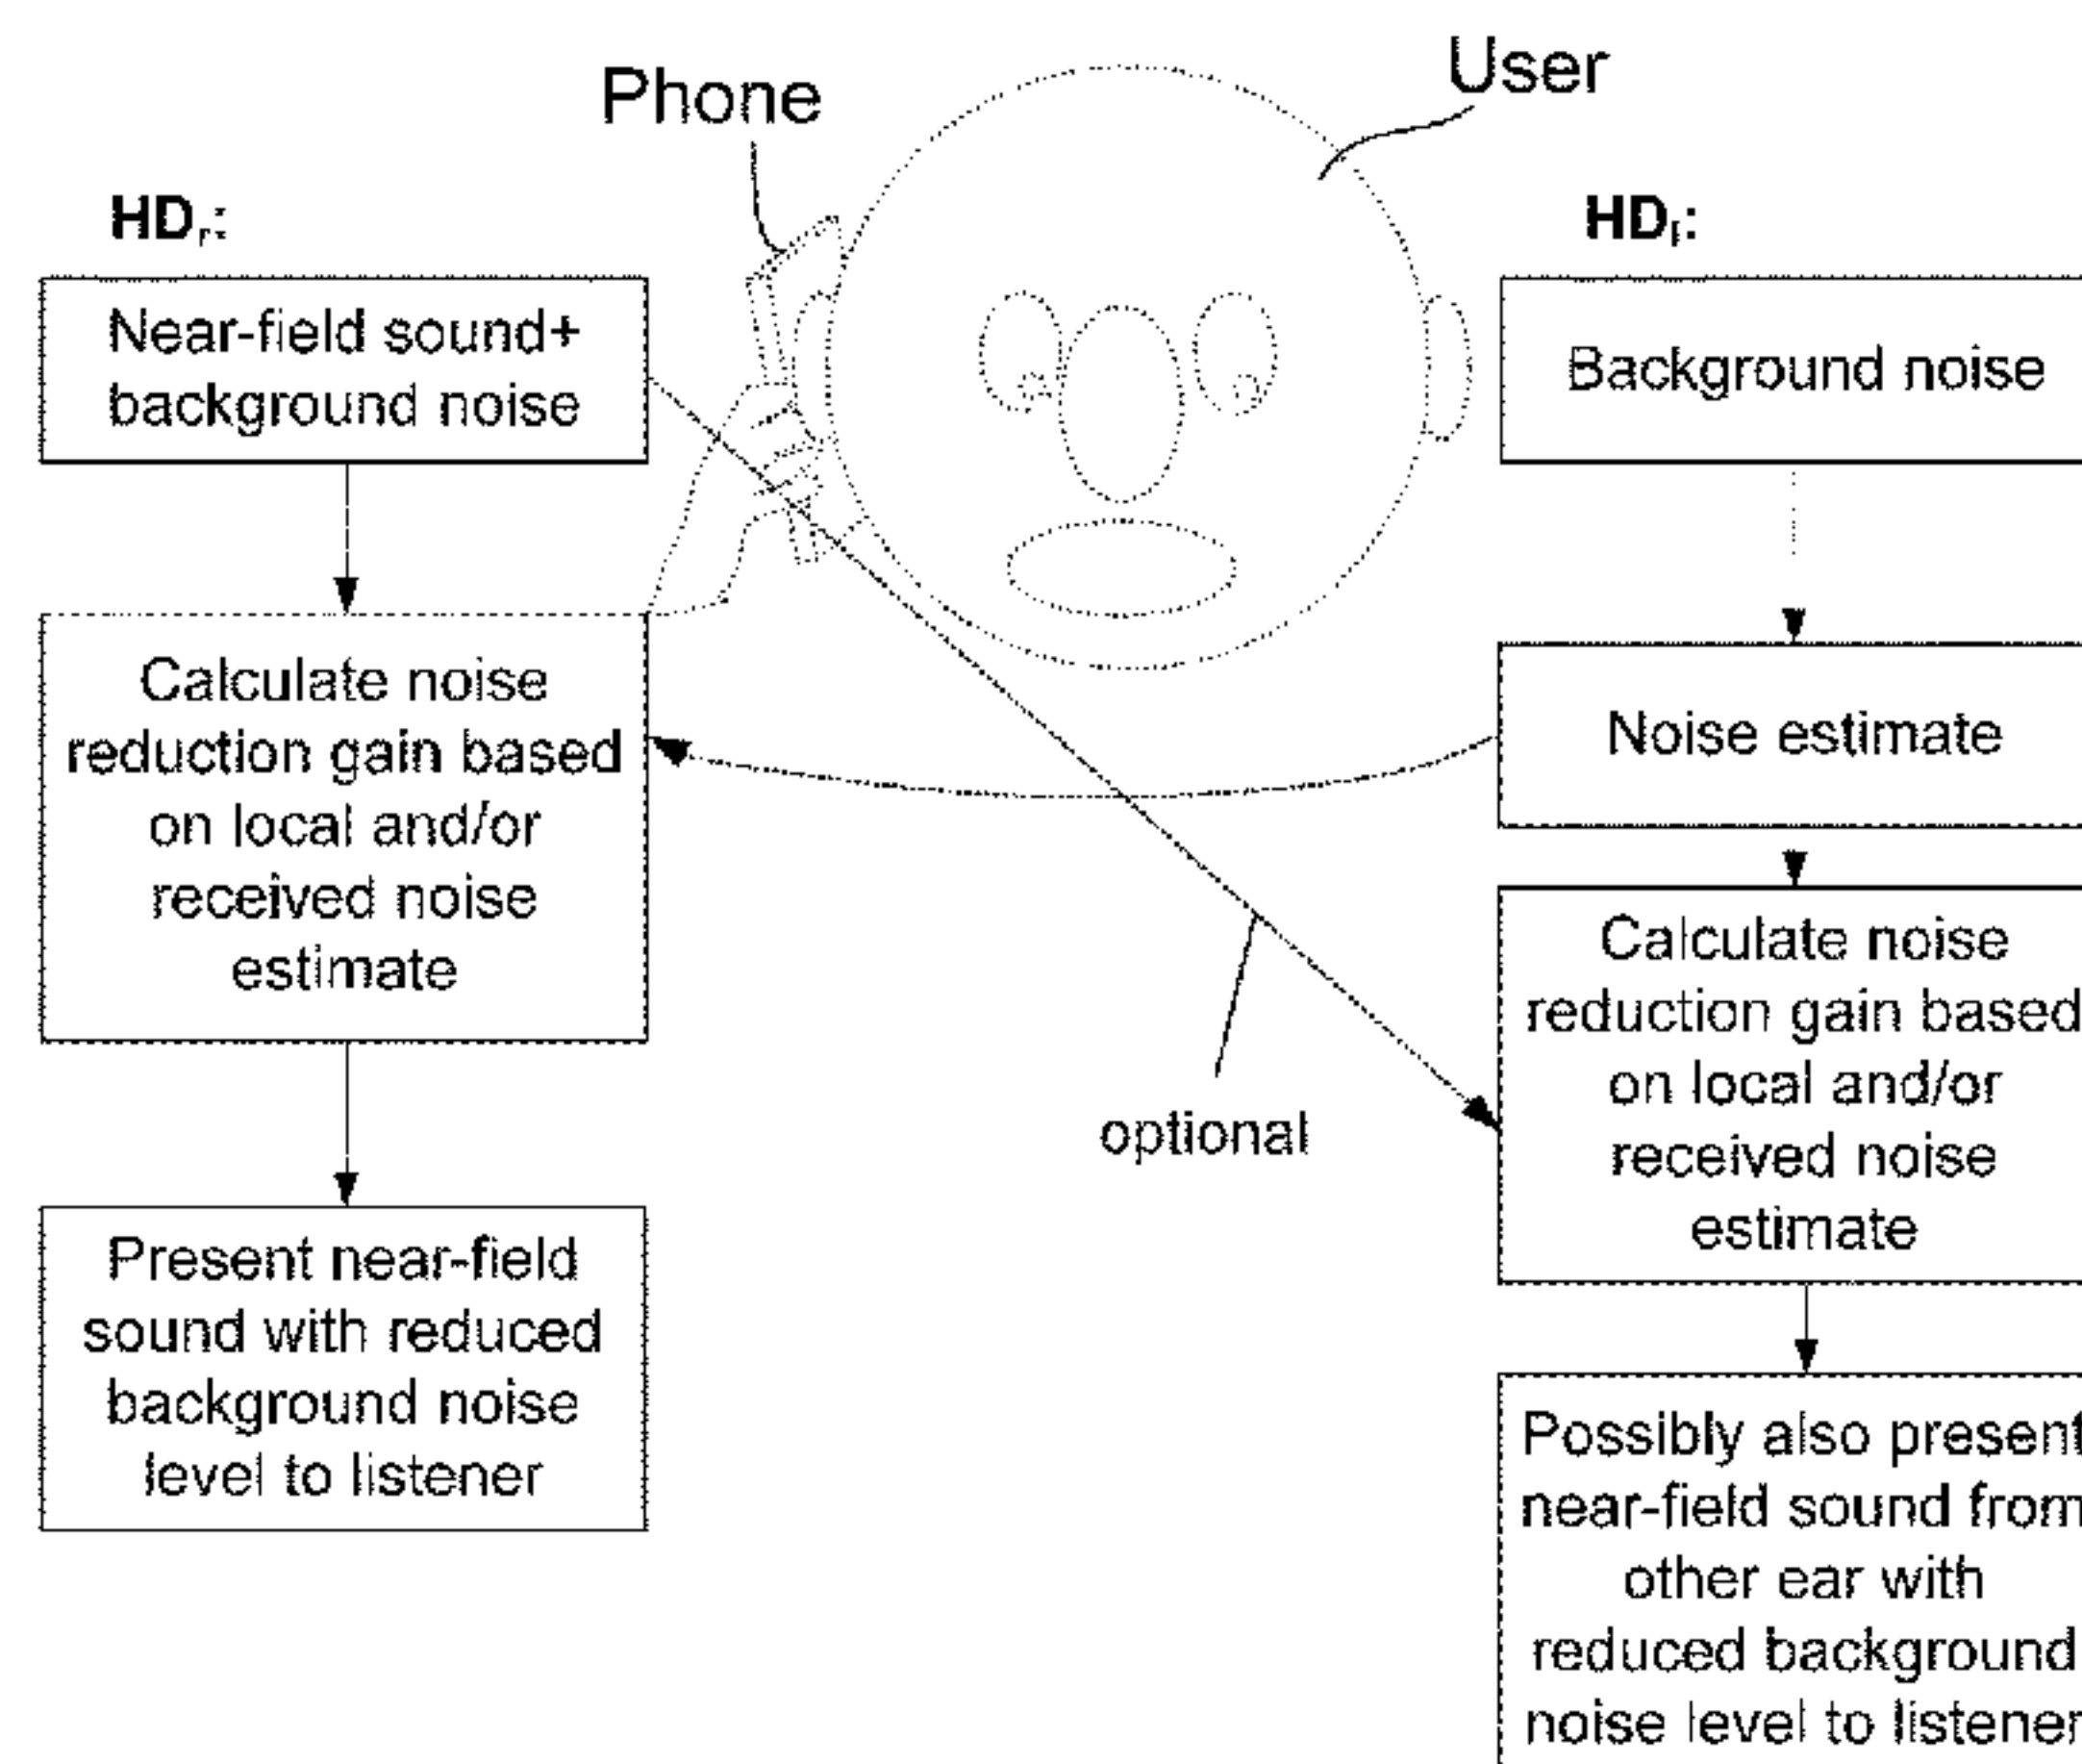 Phone
User
HDr:
HDl:
Near-field sound+
background noise
Background noise
Calculate noise
reduction gain based
on local and/or
received noise
estimate
Noise estimate
Calculate noise
reduction gain based
on local and/or
received noise
estimate
optional
Present near-field
sound with reduced
background noise
level to listener
Possibly also present
near-field sound from
other ear with
reduced background
noise level to listener